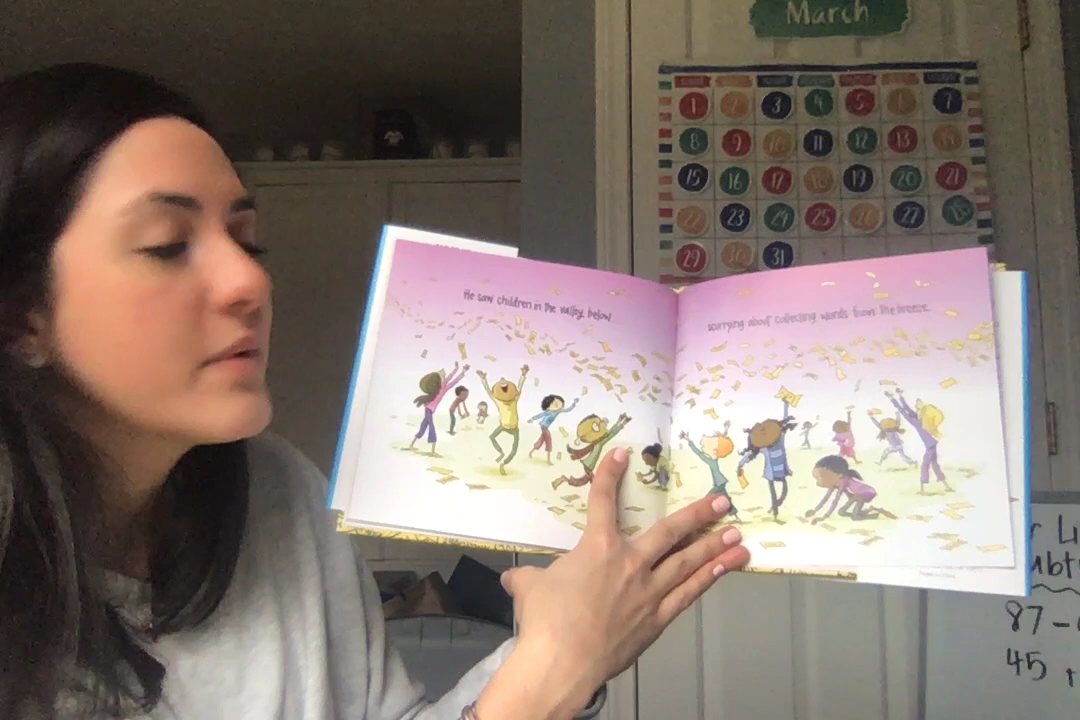 March
1 2 3 4 5 6 7
8 9 10 11 12 13 14
15 16 17 18 19 20 21
22 23 24 25 26 27 28
29 30 31
He saw children in the valley below
scurrying about collecting words from the breeze.
87 -
45